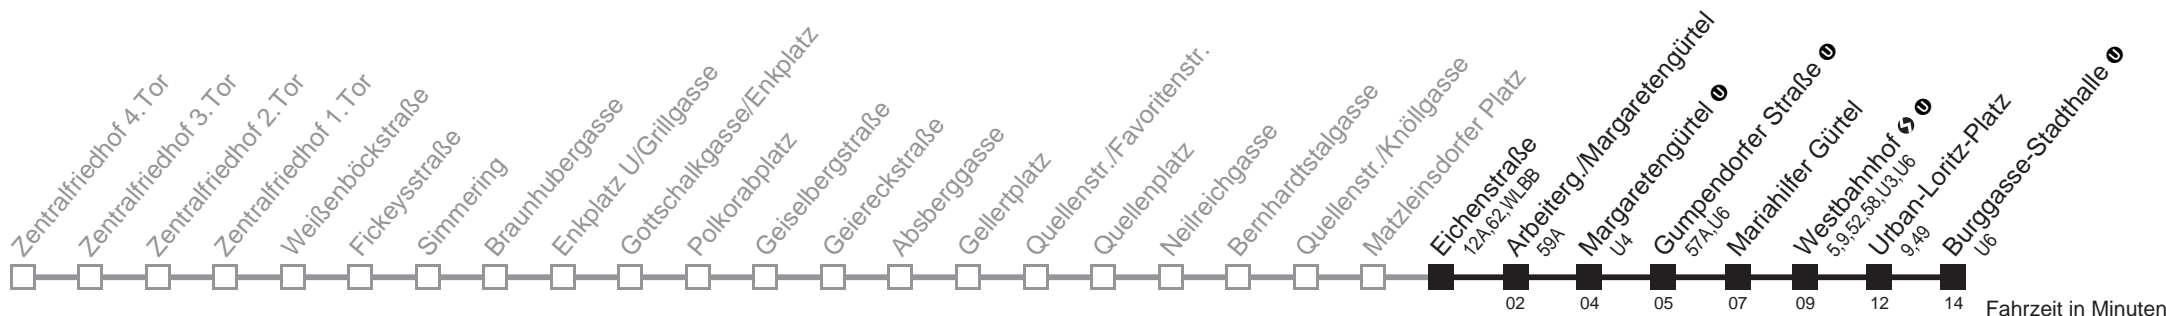 Zentralfriedhof 4.Tor
Zentralfriedhof 3.Tor
Zentralfriedhof 2.Tor
Zentralfriedhof 1.Tor
Weißenböckstraße
Fickeysstraße
Simmering
Braunhubergasse
Enkplatz U/Grillgasse
Gottschalkgasse/Enkplatz
Polkorabplatz
Geiselbergstraße
Geiereckstraße
Absberggasse
Gellertplatz
Quellenstr./Favoritenstr.
Quellenplatz
Neilreichgasse
Bernhardtstalgasse
Quellenstr./Knöllgasse
Matzleinsdorfer Platz
Eichenstraße
12A,62,WLBB
Arbeiterg./Margaretengürtel
59A
Margaretengürtel U
U4
Gumpendorfer Straße U
57A,U6
Mariahilfer Gürtel
Westbahnhof U
5,9,52,58,U3,U6
Urban-Loritz-Platz
9,49
Burggasse-Stadthalle U
U6
02 04 05 07 09 12 14 Fahrzeit in Minuten